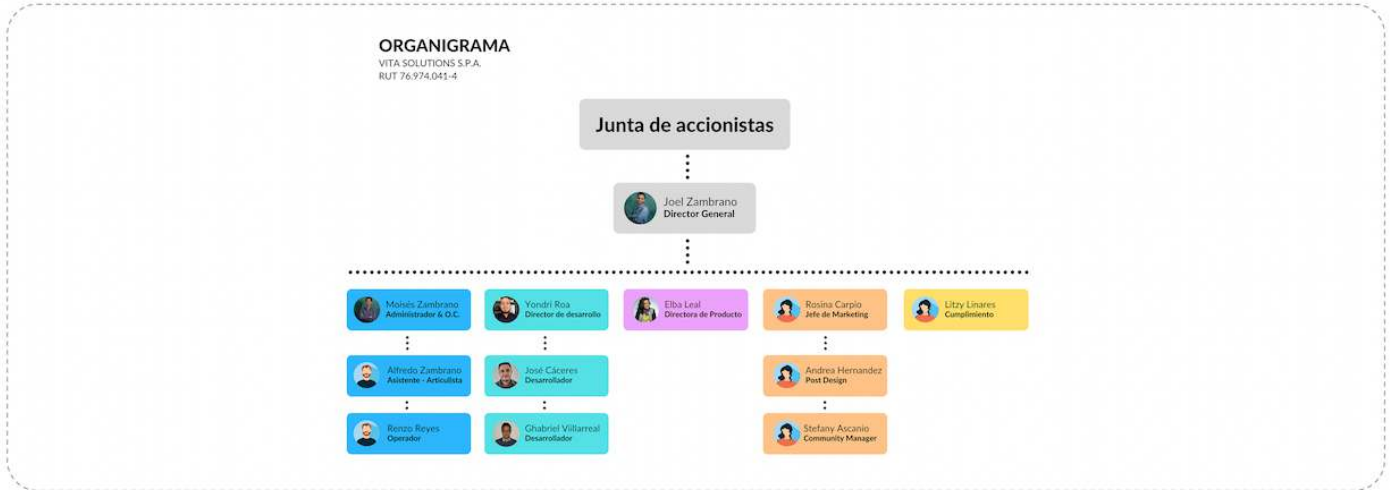 ORGANIGRAMA
VITA SOLUTIONS S.P.A.
RUT 76.974.041-4
Junta de accionistas
Joel Zambrano
Director General
Moisés Zambrano
Administrador & O.C.
Yondri Roa
Director de desarrollo
Elba Leal
Directora de Producto
Rosina Carpio
Jefe de Marketing
Litzy Linares
Cumplimiento
Alfredo Zambrano
Asistente - Articulista
José Cáceres
Desarrollador
Andrea Hernandez
Post Design
Renzo Reyes
Operador
Ghabriel Viillarreal
Desarrollador
Stefany Ascanio
Community Manager